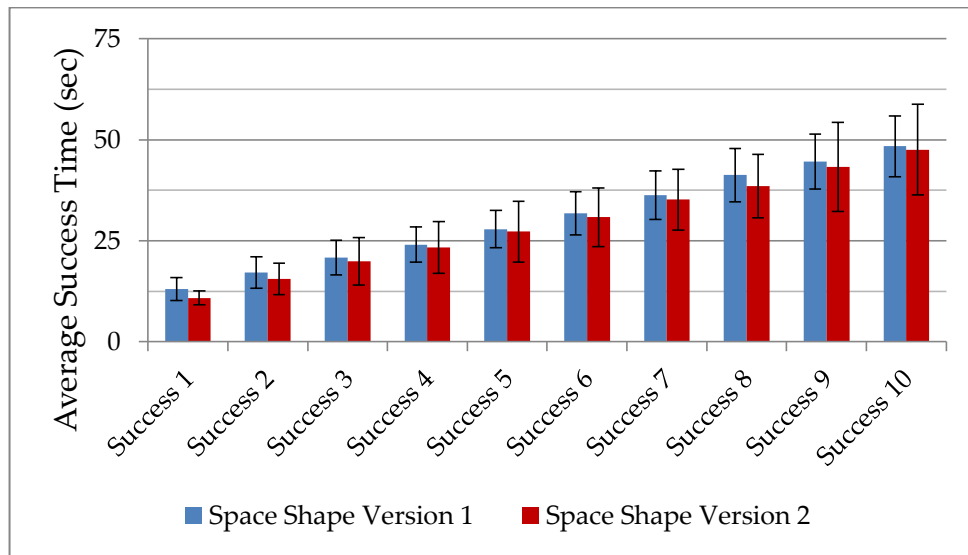 75
50
25
0
Average Success Time (sec)
Success 1
Success 2
Success 3
Success 4
Success 5
Success 6
Success 7
Success 8
Success 9
Success 10
Space Shape Version 1
Space Shape Version 2